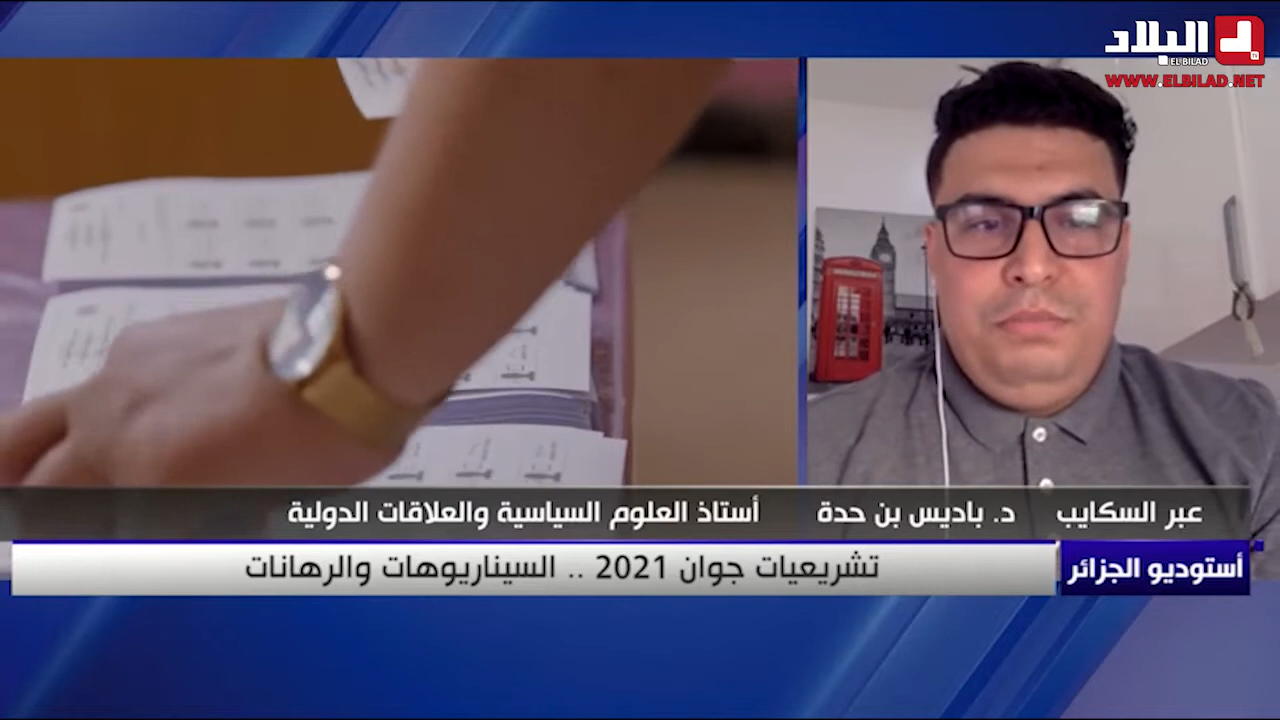 البلاد
EL BILAD
TV
WWW.ELBILAD.NET
عبر السكايب د. باديس بن حدة أستاذ العلوم السياسية والعلاقات الدولية
أستوديو الجزائر تشريعيات جوان 2021 .. السيناريوهات والرهانات